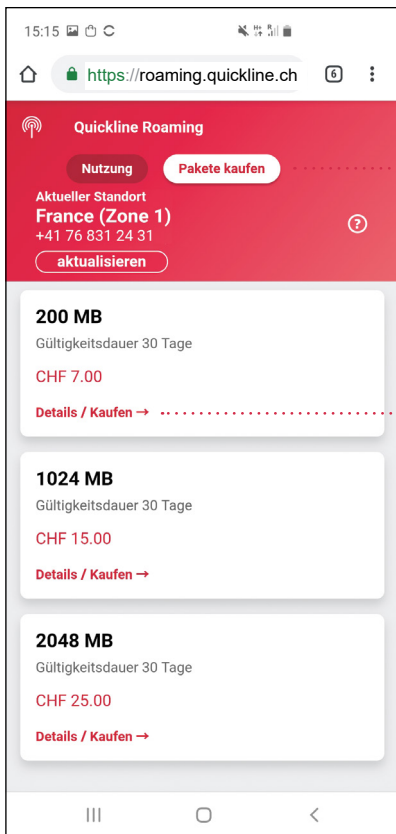 15:15
https://roaming.quickline.ch
6
Quickline Roaming
Nutzung
Pakete kaufen
Aktueller Standort
France (Zone 1)
+41 76 831 24 31
aktualisieren
200 MB
Gültigkeitsdauer 30 Tage
CHF 7.00
Details / Kaufen →
1024 MB
Gültigkeitsdauer 30 Tage
CHF 15.00
Details / Kaufen →
2048 MB
Gültigkeitsdauer 30 Tage
CHF 25.00
Details / Kaufen →